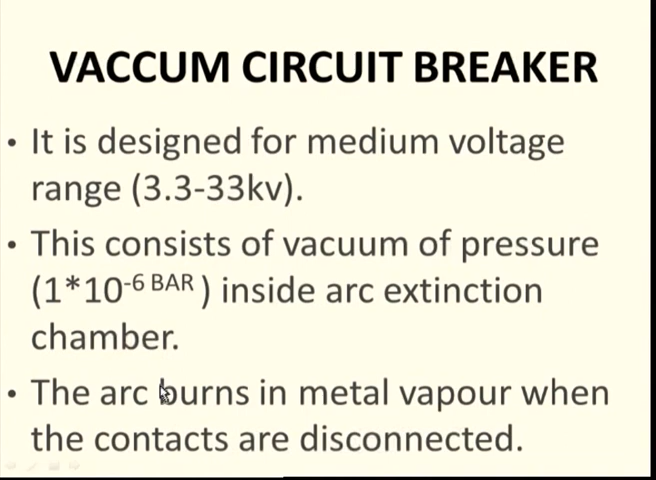 VACCUM CIRCUIT BREAKER
• It is designed for medium voltage
range (3.3-33kv).
• This consists of vacuum of pressure
(1*10⁻⁶ ᴮᴬᴿ ) inside arc extinction
chamber.
• The arc burns in metal vapour when
the contacts are disconnected.